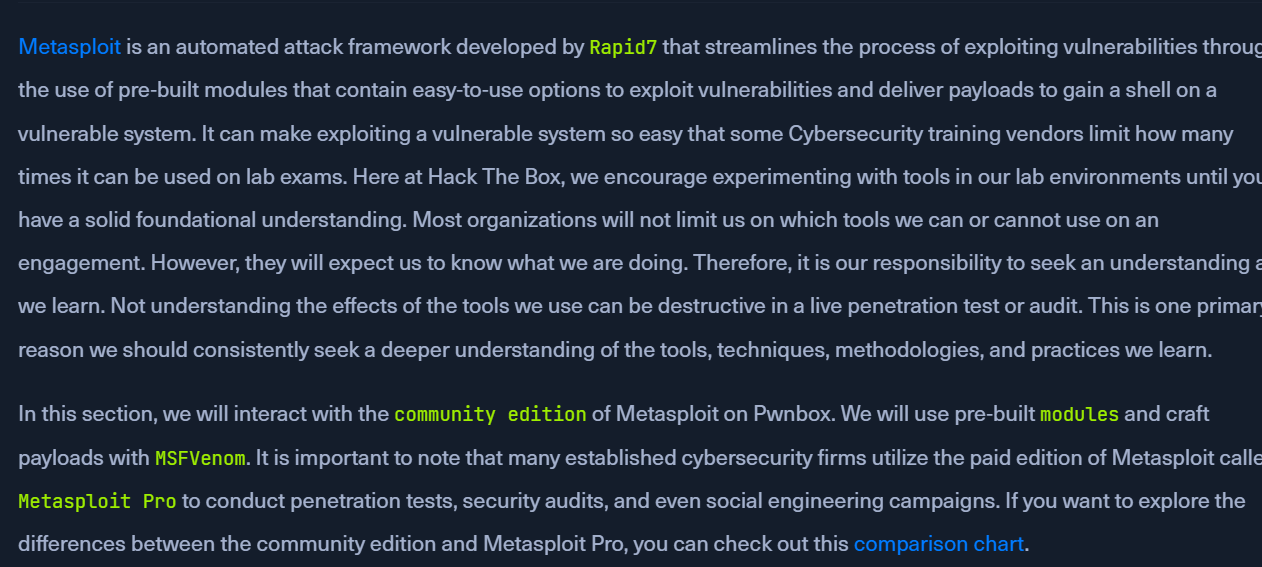 Metasploit is an automated attack framework developed by Rapid7 that streamlines the process of exploiting vulnerabilities throug
the use of pre-built modules that contain easy-to-use options to exploit vulnerabilities and deliver payloads to gain a shell on a
vulnerable system. It can make exploiting a vulnerable system so easy that some Cybersecurity training vendors limit how many
times it can be used on lab exams. Here at Hack The Box, we encourage experimenting with tools in our lab environments until you
have a solid foundational understanding. Most organizations will not limit us on which tools we can or cannot use on an
engagement. However, they will expect us to know what we are doing. Therefore, it is our responsibility to seek an understanding a
we learn. Not understanding the effects of the tools we use can be destructive in a live penetration test or audit. This is one primary
reason we should consistently seek a deeper understanding of the tools, techniques, methodologies, and practices we learn.
In this section, we will interact with the community edition of Metasploit on Pwnbox. We will use pre-built modules and craft
payloads with MSFVenom. It is important to note that many established cybersecurity firms utilize the paid edition of Metasploit calle
Metasploit Pro to conduct penetration tests, security audits, and even social engineering campaigns. If you want to explore the
differences between the community edition and Metasploit Pro, you can check out this comparison chart.